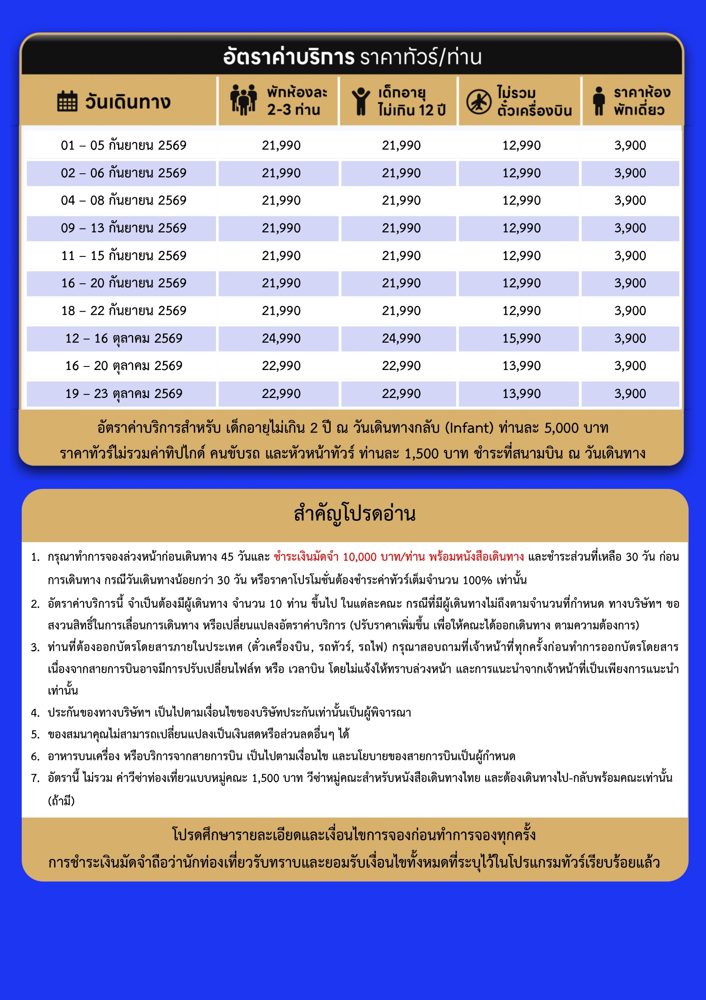 อัตราค่าบริการ ราคาทัวร์/ท่าน
วันเดินทาง
พักห้องละ
2-3 ท่าน
เด็กอายุ
ไม่เกิน 12 ปี
ไม่รวม
ตั๋วเครื่องบิน
ราคาห้อง
พักเดี่ยว
01 – 05 กันยายน 2569 21,990 21,990 12,990 3,900
02 – 06 กันยายน 2569 21,990 21,990 12,990 3,900
04 – 08 กันยายน 2569 21,990 21,990 12,990 3,900
09 – 13 กันยายน 2569 21,990 21,990 12,990 3,900
11 – 15 กันยายน 2569 21,990 21,990 12,990 3,900
16 – 20 กันยายน 2569 21,990 21,990 12,990 3,900
18 – 22 กันยายน 2569 21,990 21,990 12,990 3,900
12 – 16 ตุลาคม 2569 24,990 24,990 15,990 3,900
16 – 20 ตุลาคม 2569 22,990 22,990 13,990 3,900
19 – 23 ตุลาคม 2569 22,990 22,990 13,990 3,900
อัตราค่าบริการสำหรับ เด็กอายุไม่เกิน 2 ปี ณ วันเดินทางกลับ (Infant) ท่านละ 5,000 บาท
ราคาทัวร์ไม่รวมค่าทิปไกด์ คนขับรถ และหัวหน้าทัวร์ ท่านละ 1,500 บาท ชำระที่สนามบิน ณ วันเดินทาง
สำคัญโปรดอ่าน
1. กรุณาทำการจองล่วงหน้าก่อนเดินทาง 45 วันและ ชำระเงินมัดจำ 10,000 บาท/ท่าน พร้อมหนังสือเดินทาง และชำระส่วนที่เหลือ 30 วัน ก่อน
การเดินทาง กรณีวันเดินทางน้อยกว่า 30 วัน หรือราคาโปรโมชั่นต้องชำระค่าทัวร์เต็มจำนวน 100% เท่านั้น
2. อัตราค่าบริการนี้ จำเป็นต้องมีผู้เดินทาง จำนวน 10 ท่าน ขึ้นไป ในแต่ละคณะ กรณีที่มีผู้เดินทางไม่ถึงตามจำนวนที่กำหนด ทางบริษัทฯ ขอ
สงวนสิทธิ์ในการเลื่อนการเดินทาง หรือเปลี่ยนแปลงอัตราค่าบริการ (ปรับราคาเพิ่มขึ้น เพื่อให้คณะได้ออกเดินทาง ตามความต้องการ)
3. ท่านที่ต้องออกบัตรโดยสารภายในประเทศ (ตั๋วเครื่องบิน, รถทัวร์, รถไฟ) กรุณาสอบถามที่เจ้าหน้าที่ทุกครั้งก่อนทำการออกบัตรโดยสาร
เนื่องจากสายการบินอาจมีการปรับเปลี่ยนไฟล์ท หรือ เวลาบิน โดยไม่แจ้งให้ทราบล่วงหน้า และการแนะนำจากเจ้าหน้าที่เป็นเพียงการแนะนำ
เท่านั้น
4. ประกันของทางบริษัทฯ เป็นไปตามเงื่อนไขของบริษัทประกันเท่านั้นเป็นผู้พิจารณา
5. ของสมนาคุณไม่สามารถเปลี่ยนแปลงเป็นเงินสดหรือส่วนลดอื่นๆ ได้
6. อาหารบนเครื่อง หรือบริการจากสายการบิน เป็นไปตามเงื่อนไข และนโยบายของสายการบินเป็นผู้กำหนด
7. อัตรานี้ ไม่รวม ค่าวีซ่าท่องเที่ยวแบบหมู่คณะ 1,500 บาท วีซ่าหมู่คณะสำหรับหนังสือเดินทางไทย และต้องเดินทางไป-กลับพร้อมคณะเท่านั้น
(ถ้ามี)
โปรดศึกษารายละเอียดและเงื่อนไขการจองก่อนทำการจองทุกครั้ง
การชำระเงินมัดจำถือว่านักท่องเที่ยวรับทราบและยอมรับเงื่อนไขทั้งหมดที่ระบุไว้ในโปรแกรมทัวร์เรียบร้อยแล้ว